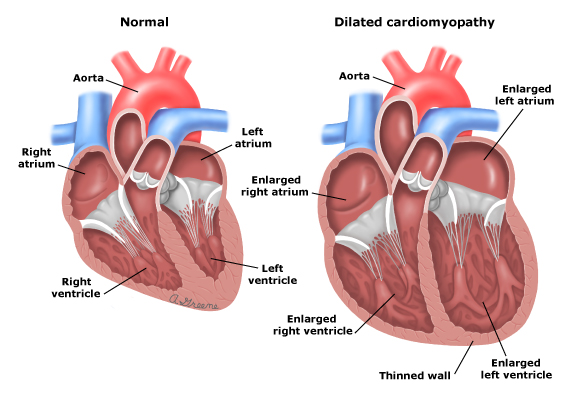 Normal
Aorta
Right
atrium
Left
atrium
Right
ventricle
Left
ventricle
A. Greene
Dilated cardiomyopathy
Aorta
Enlarged
left atrium
Enlarged
right atrium
Enlarged
right ventricle
Thinned wall
Enlarged
left ventricle